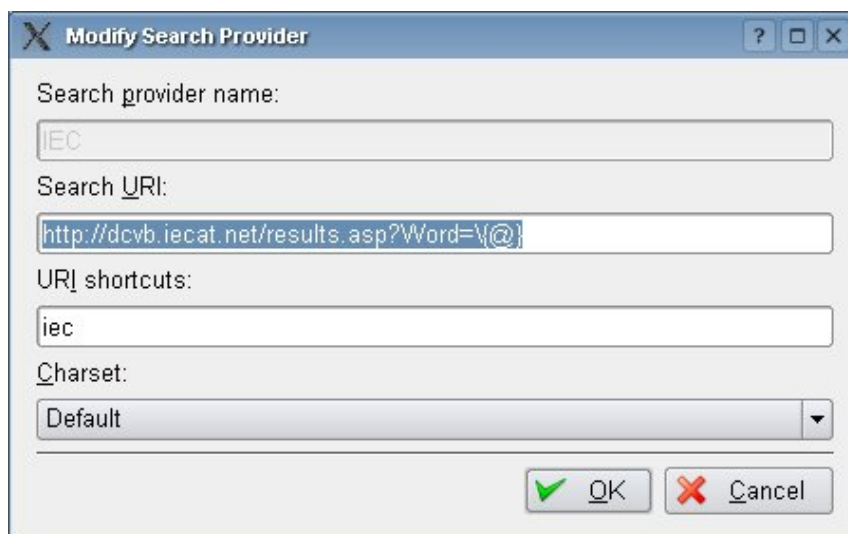 Modify Search Provider
Search provider name:
IEC
Search URI:
http://dcvb.iecat.net/results.asp?Word=\{@}
URI shortcuts:
iec
Charset:
Default
OK Cancel